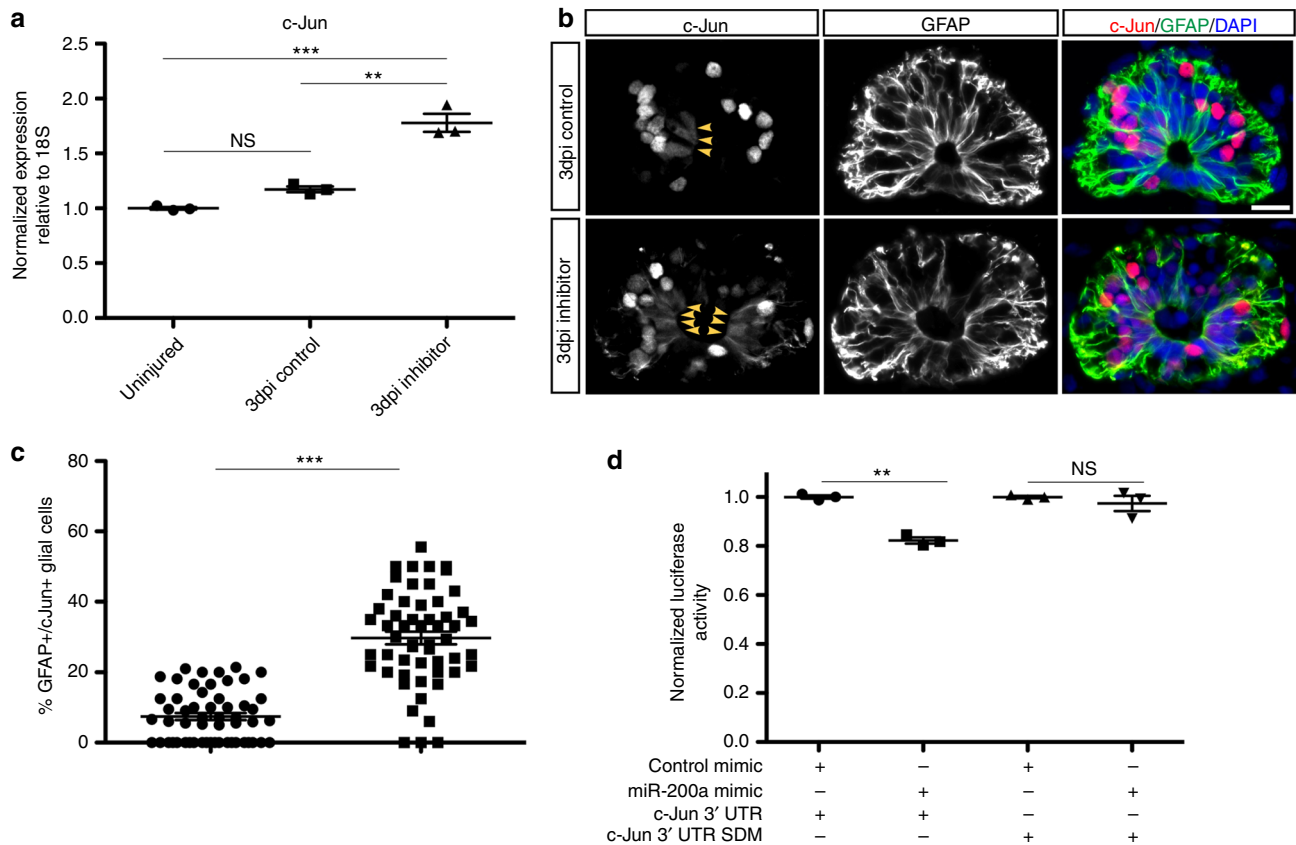 a
c-Jun
Normalized expression
relative to 18S
2.5
2.0
1.5
1.0
0.5
0.0
***
**
NS
Uninjured
3dpi control
3dpi inhibitor
b
c-Jun
GFAP
c-Jun/GFAP/DAPI
3dpi control
3dpi inhibitor
c
% GFAP+/cJun+ glial cells
80
60
40
20
0
***
d
Normalized luciferase
activity
1.0
0.8
0.6
0.4
0.2
0.0
**
NS
Control mimic + – + –
miR-200a mimic – + – +
c-Jun 3′ UTR + + – –
c-Jun 3′ UTR SDM – – + +